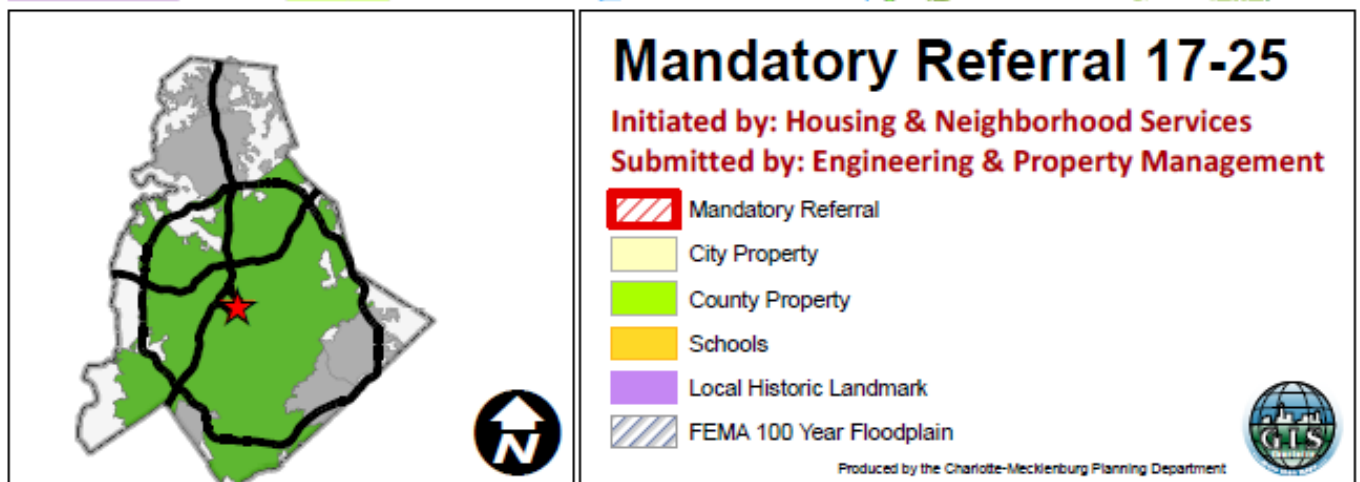 N
Mandatory Referral 17-25
Initiated by: Housing & Neighborhood Services
Submitted by: Engineering & Property Management
Mandatory Referral
City Property
County Property
Schools
Local Historic Landmark
FEMA 100 Year Floodplain
GIS
Produced by the Charlotte-Mecklenburg Planning Department